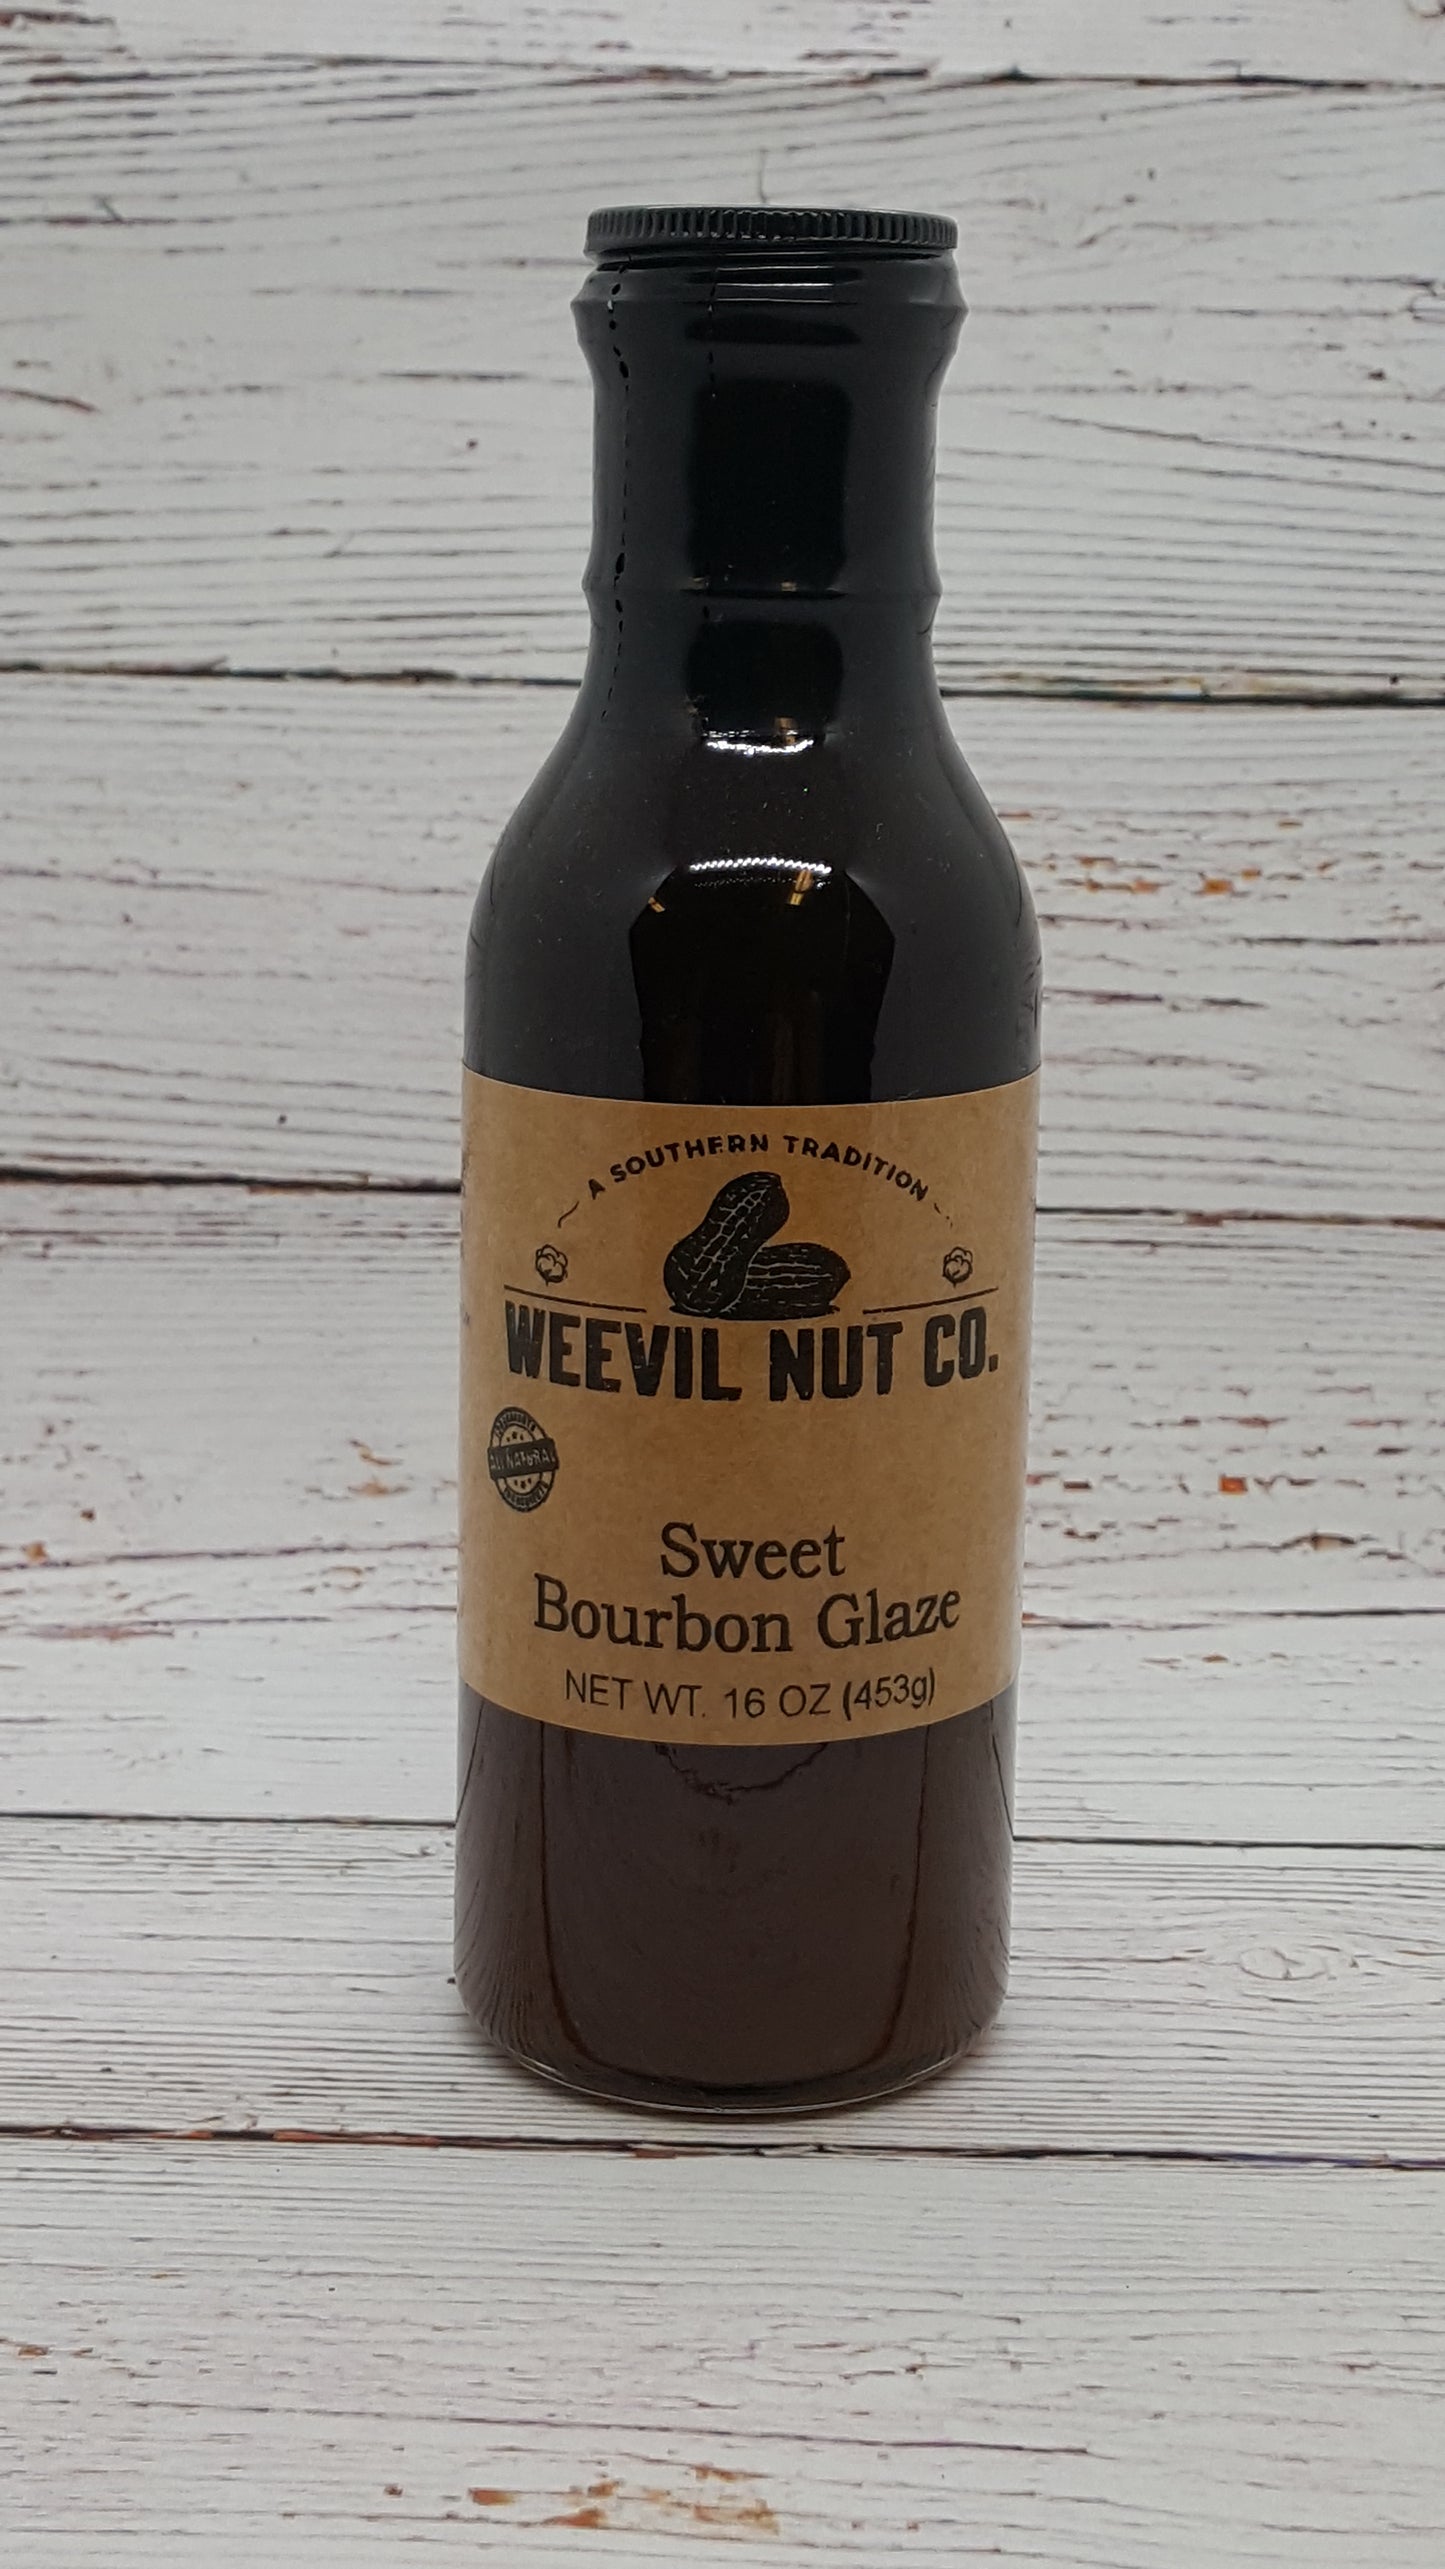 A SOUTHERN TRADITION
WEEVIL NUT CO.
ALL NATURAL
Sweet
Bourbon Glaze
NET WT. 16 OZ (453g)